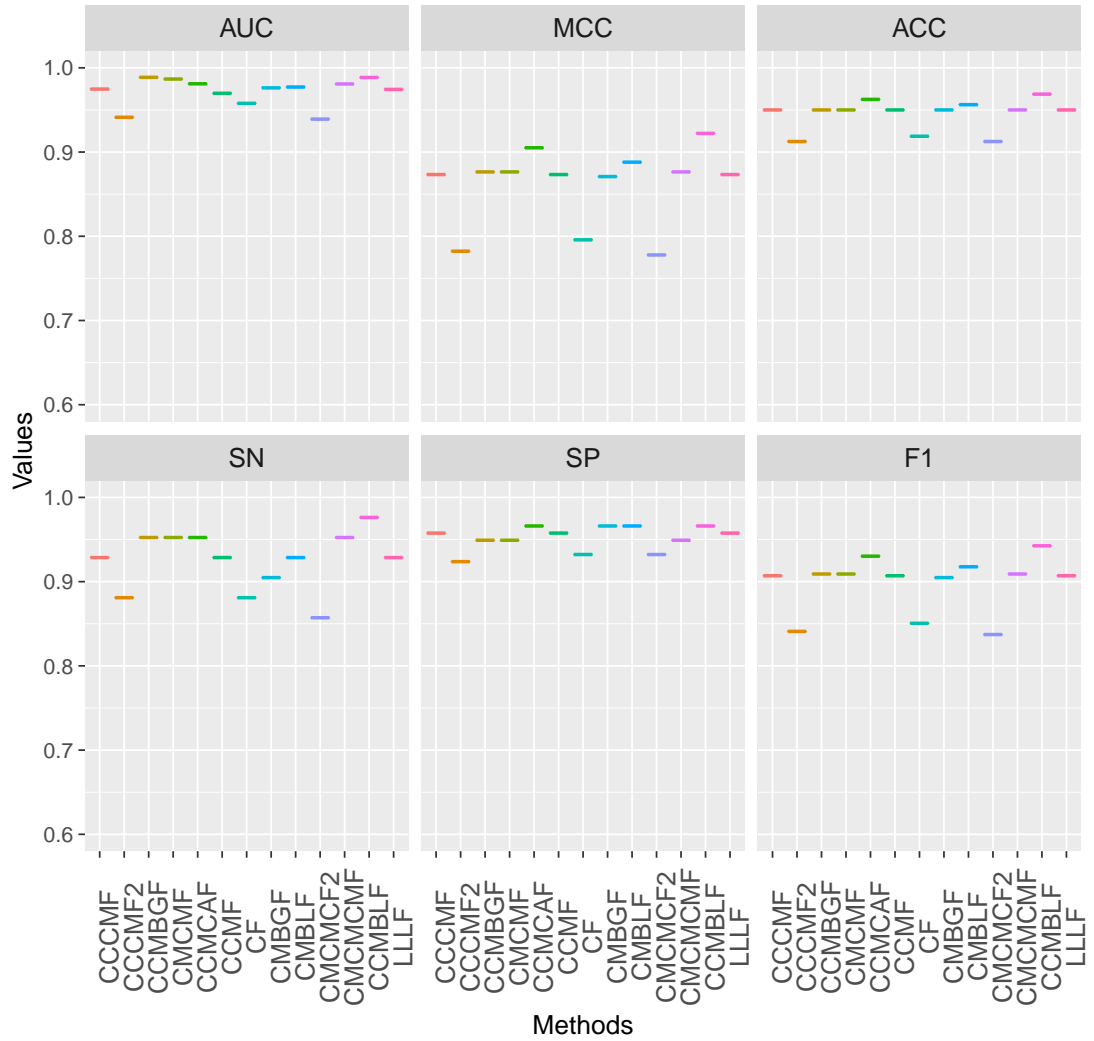 AUC
MCC
ACC
1.0
0.9
0.8
0.7
0.6
SN
SP
F1
1.0
0.9
0.8
0.7
0.6
Values
CCCMF
CCCMF2
CCMBGF
CMCMF
CCMCAF
CCMF
CF
CMBGF
CMBLF
CMCMCF2
CMCMCMF
CCMBLF
LLLF
CCCMF
CCCMF2
CCMBGF
CMCMF
CCMCAF
CCMF
CF
CMBGF
CMBLF
CMCMCF2
CMCMCMF
CCMBLF
LLLF
CCCMF
CCCMF2
CCMBGF
CMCMF
CCMCAF
CCMF
CF
CMBGF
CMBLF
CMCMCF2
CMCMCMF
CCMBLF
LLLF
Methods